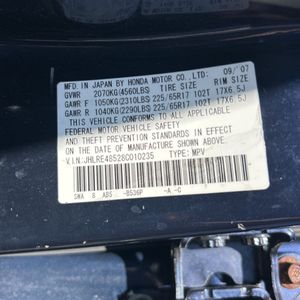 MFD. IN JAPAN BY HONDA MOTOR CO.,LTD. 09/'07
GVWR 2070KG(4560LBS) TIRE SIZE RIM SIZE
GAWR F 1050KG(2310LBS) 225/65R17 102T 17X6.5J
GAWR R 1040KG(2290LBS) 225/65R17 102T 17X6.5J
THIS VEHICLE CONFORMS TO ALL APPLICABLE
FEDERAL MOTOR VEHICLE SAFETY
AND THEFT PREVENTION STANDARDS IN EFFECT
ON THE DATE OF MANUFACTURE SHOWN ABOVE.
V.I.N:JHLRE48528C010235 TYPE: MPV
SWA B ABS -B536P -A -C